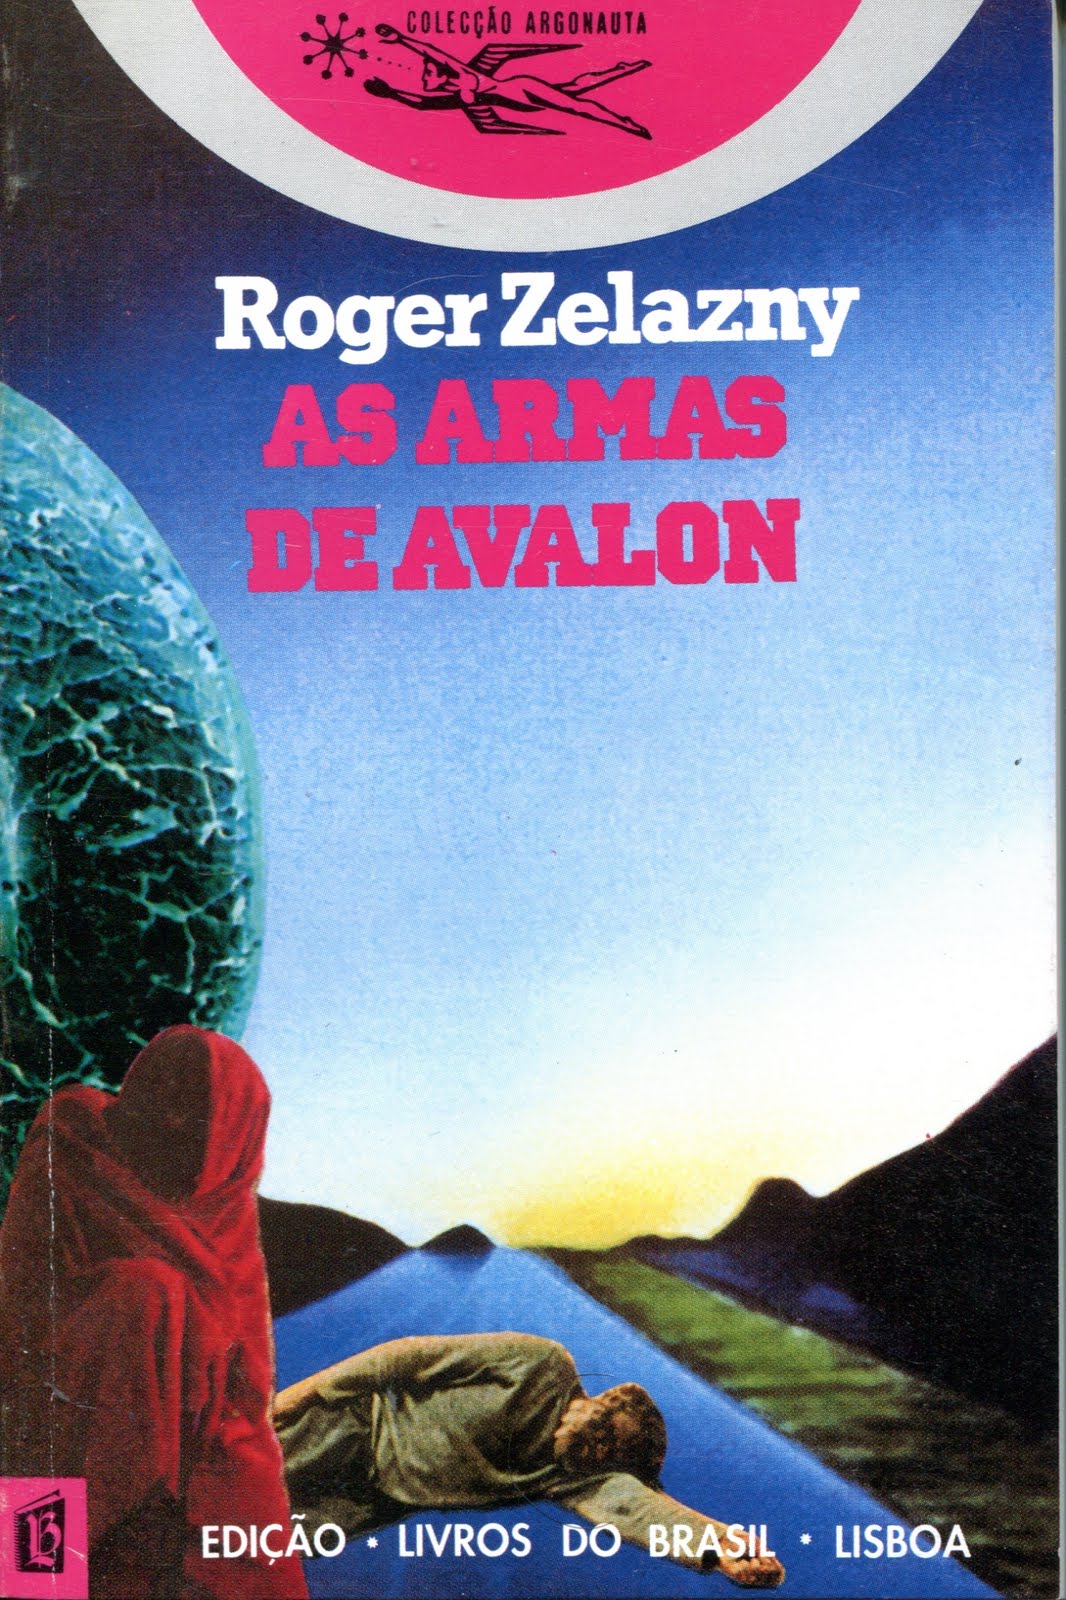 COLECÇÃO ARGONAUTA
Roger Zelazny
AS ARMAS
DE AVALON
B
EDIÇÃO * LIVROS DO BRASIL * LISBOA